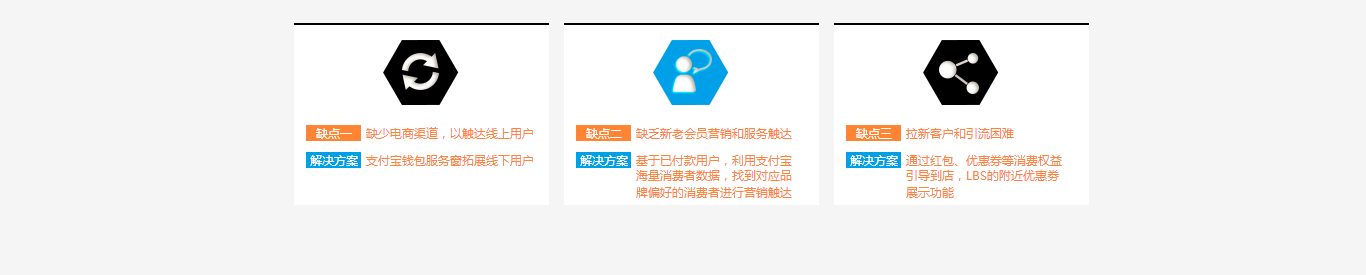 缺点一 缺少电商渠道，以触达线上用户
解决方案 支付宝钱包服务窗拓展线下用户
缺点二 缺乏新老会员营销和服务触达
解决方案 基于已付款用户，利用支付宝
海量消费者数据，找到对应品
牌偏好的消费者进行营销触达
缺点三 拉新客户和引流困难
解决方案 通过红包、优惠券等消费权益
引导到店，LBS的附近优惠券
展示功能